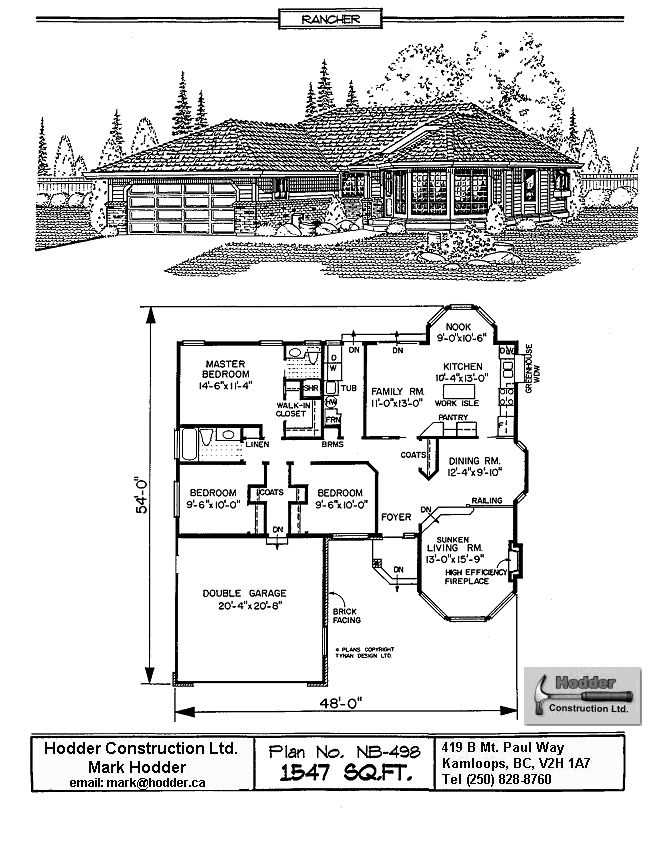 RANCHER
NOOK
9'-0"x10'-6"
MASTER
BEDROOM
14'-6"x11'-4"
D
W
DN
DN
KITCHEN
10'-4"x13'-0"
DW
GREENHOUSE
WDW
SHR
TUB
FAMILY RM.
11'-0"x13'-0"
WORK ISLE
WALK-IN
CLOSET
HW
FRN
PANTRY
F
LINEN
BRMS
COATS
DINING RM.
12'-4"x9'-10"
BEDROOM
9'-6"x10'-0"
COATS
BEDROOM
9'-6"x10'-0"
RAILING
DN
FOYER
DN
SUNKEN
LIVING RM.
13'-0"x15'-9"
HIGH EFFICIENCY
FIREPLACE
DN
54'-0"
DOUBLE GARAGE
20'-4"x20'-8"
BRICK
FACING
© PLANS COPYRIGHT
TYNAN DESIGN LTD.
48'-0"
Hodder
Construction Ltd.
Hodder Construction Ltd.
Mark Hodder
email: mark@hodder.ca
Plan No. NB-498
1547 SQ.FT.
419 B Mt. Paul Way
Kamloops, BC, V2H 1A7
Tel (250) 828-8760